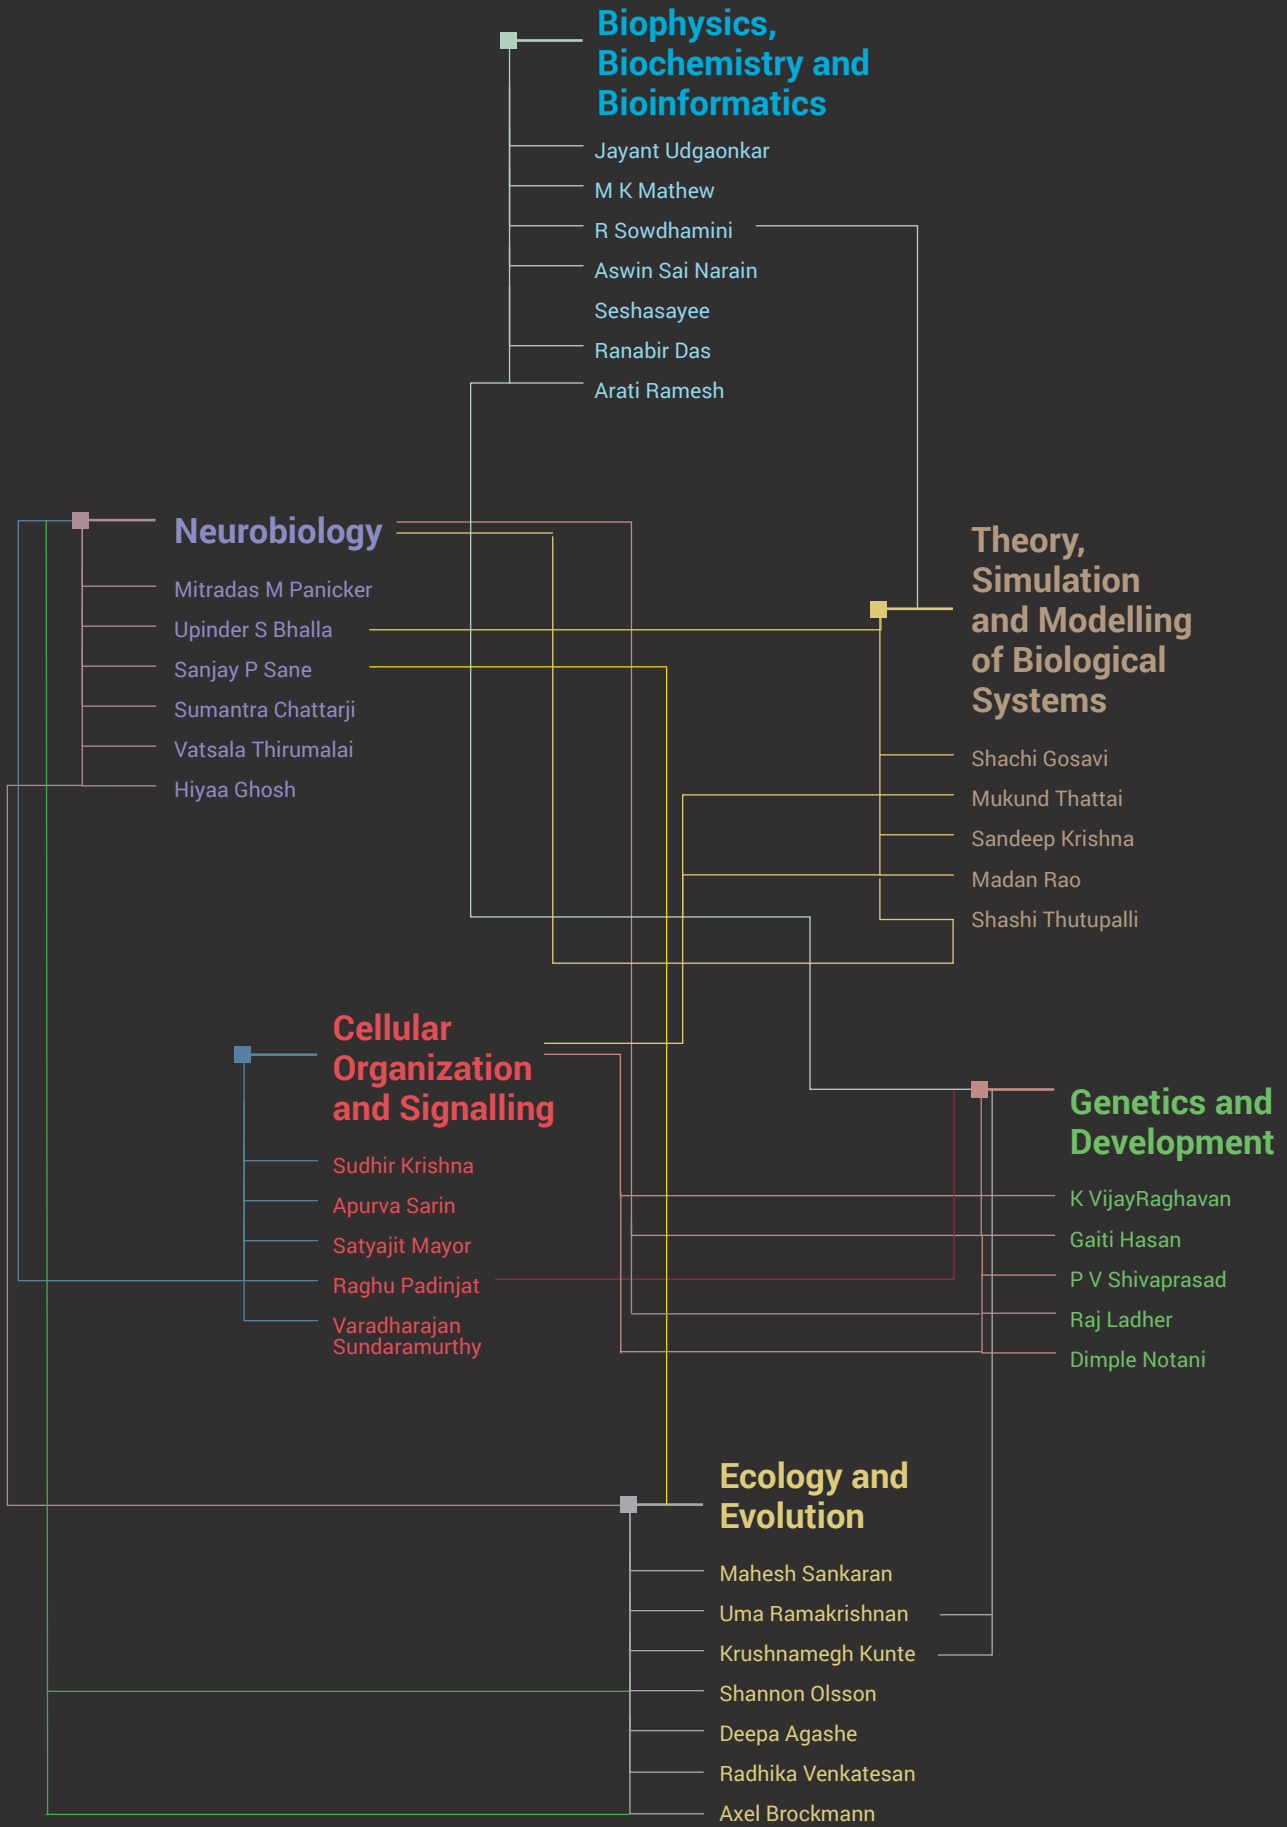 Biophysics,
Biochemistry and
Bioinformatics
Jayant Udgaonkar
M K Mathew
R Sowdhamini
Aswin Sai Narain
Seshasayee
Ranabir Das
Arati Ramesh
Neurobiology
Mitradas M Panicker
Upinder S Bhalla
Sanjay P Sane
Sumantra Chattarji
Vatsala Thirumalai
Hiyaa Ghosh
Theory,
Simulation
and Modelling
of Biological
Systems
Shachi Gosavi
Mukund Thattai
Sandeep Krishna
Madan Rao
Shashi Thutupalli
Cellular
Organization
and Signalling
Sudhir Krishna
Apurva Sarin
Satyajit Mayor
Raghu Padinjat
Varadharajan
Sundaramurthy
Genetics and
Development
K VijayRaghavan
Gaiti Hasan
P V Shivaprasad
Raj Ladher
Dimple Notani
Ecology and
Evolution
Mahesh Sankaran
Uma Ramakrishnan
Krushnamegh Kunte
Shannon Olsson
Deepa Agashe
Radhika Venkatesan
Axel Brockmann